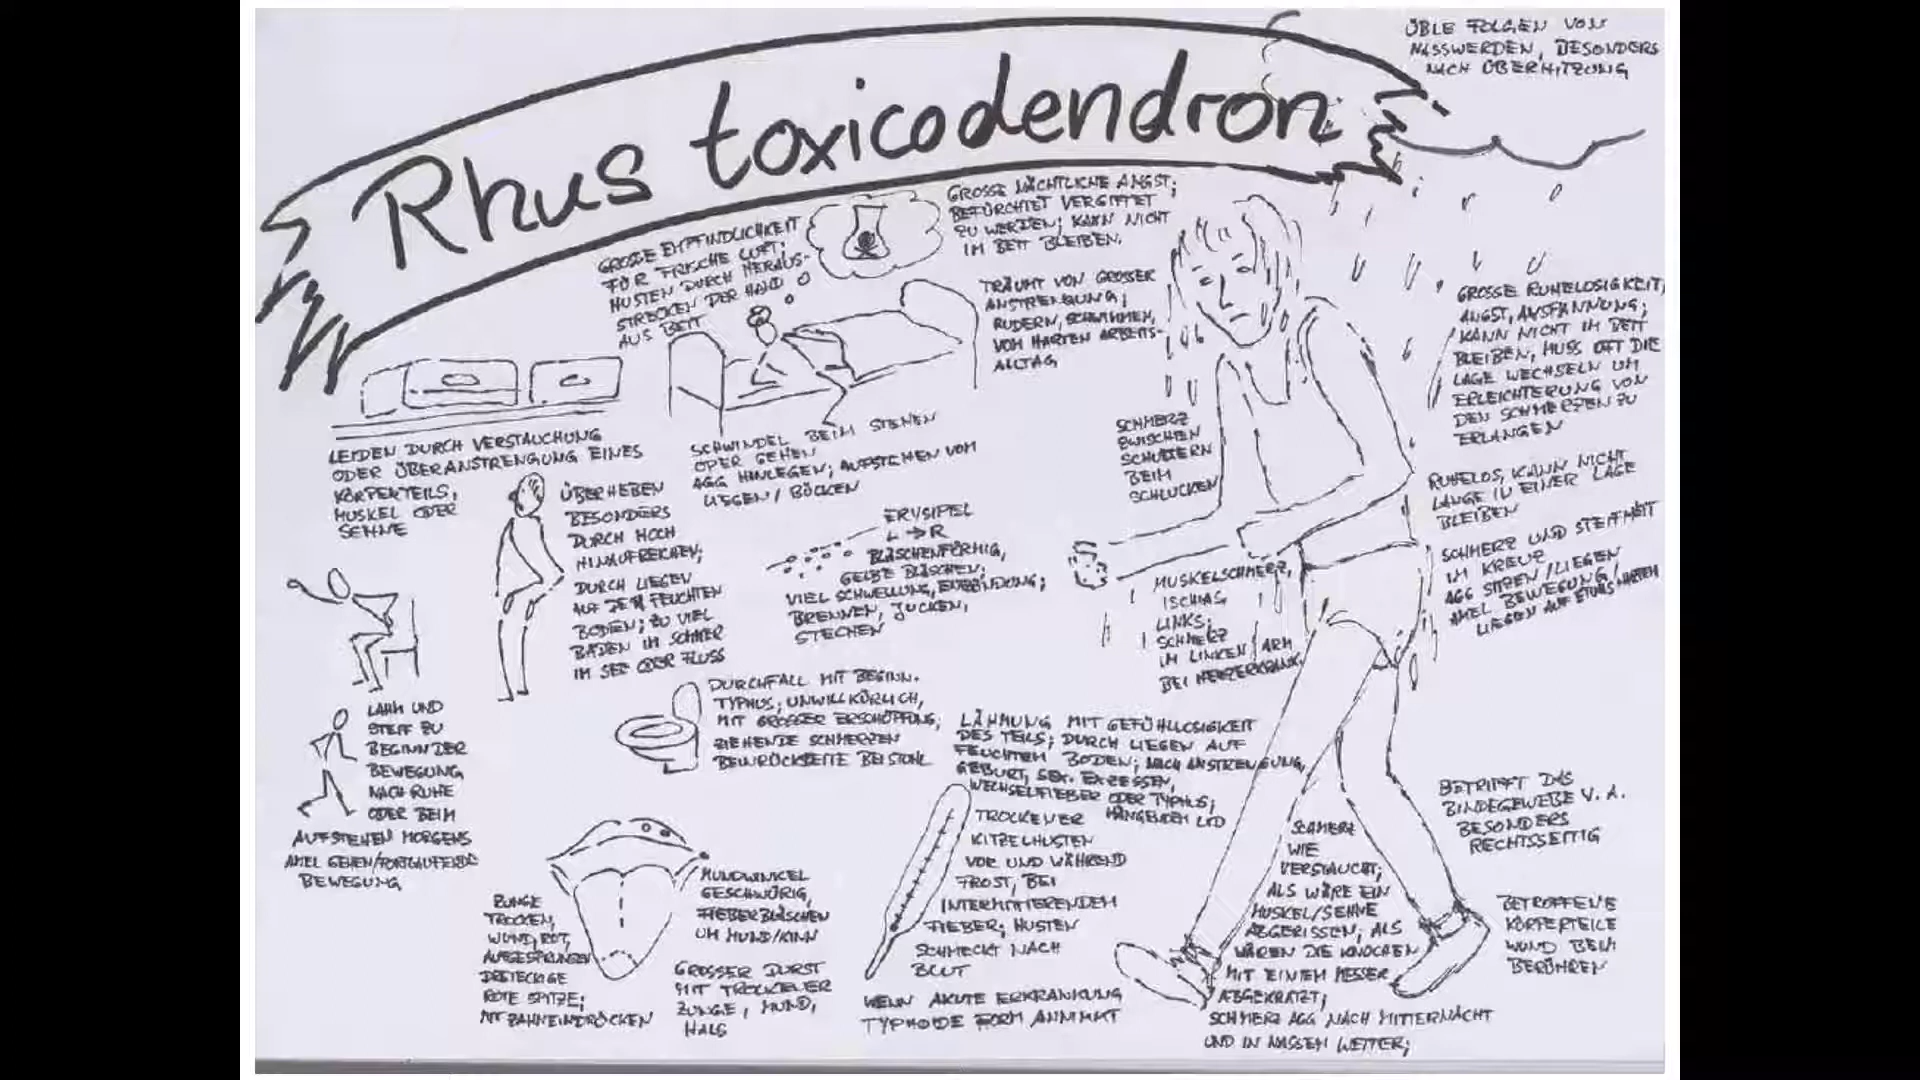 Rhus toxicodendron
ÜBLE FOLGEN VON
NASSWERDEN, BESONDERS
NACH ÜBERHITZUNG
GROSSE EMPFINDLICHKEIT
FÜR FRISCHE LUFT;
HUSTEN DURCH HERAUS-
STRECKEN DER HAND
AUS BETT
GROSSE NÄCHTLICHE ANGST;
BEFÜRCHTET VERGIFTET
ZU WERDEN; KANN NICHT
IM BETT BLEIBEN.
TRÄUMT VON GROSSER
ANSTRENGUNG;
RUDERN, SCHWIMMEN,
VOM HARTEN ARBEITS-
ALLTAG
GROSSE RUHELOSIGKEIT,
ANGST, ANSPANNUNG;
KANN NICHT IM BETT
BLEIBEN, MUSS OFT DIE
LAGE WECHSELN UM
ERLEICHTERUNG VON
DEN SCHMERZEN ZU
ERLANGEN
LEIDEN DURCH VERSTAUCHUNG
ODER ÜBERANSTRENGUNG EINES
KÖRPERTEILS,
MUSKEL ODER
SEHNE
SCHWINDEL BEIM STEHEN
ODER GEHEN
AGG HINLEGEN; AUFSTEHEN VOM
LIEGEN / BÜCKEN
SCHMERZ
ZWISCHEN
SCHULTERN
BEIM
SCHLUCKEN
RUHELOS, KANN NICHT
LANGE IN EINER LAGE
BLEIBEN
ÜBERHEBEN
BESONDERS
DURCH HOCH
HINAUFREICHEN;
DURCH LIEGEN
AUF DEM FEUCHTEN
BODEN; ZU VIEL
BADEN IM SOMMER
IM SEE ODER FLUSS
ERYSIPEL
L → R
BLÄSCHENFÖRMIG,
GELBE BLÄSCHEN;
VIEL SCHWELLUNG, ENTZÜNDUNG;
BRENNEN, JUCKEN,
STECHEN
SCHMERZ UND STEIFHEIT
IM KREUZ
AGG SITZEN / LIEGEN
AMEL BEWEGUNG /
LIEGEN AUF ETWAS HARTEM
MUSKELSCHMERZ,
ISCHIAS
LINKS;
SCHMERZ
IM LINKEN ARM
BEI HERZERKRANK.
LAHM UND
STEIF ZU
BEGINN DER
BEWEGUNG
NACH RUHE
ODER BEIM
AUFSTEHEN MORGENS
AMEL GEHEN/FORTLAUFENDE
BEWEGUNG
DURCHFALL MIT BEGINN.
TYPHUS; UNWILLKÜRLICH,
MIT GROSSER ERSCHÖPFUNG;
ZIEHENDE SCHMERZEN
BEINRÜCKSEITE BEI STUHL
LÄHMUNG MIT GEFÜHLLOSIGKEIT
DES TEILS; DURCH LIEGEN AUF
FEUCHTEM BODEN; NACH ANSTRENGUNG,
GEBURT, SEX. EXZESSEN,
WECHSELFIEBER ODER TYPHUS;
HÄNGENDEM LID
TROCKENER
KITZELHUSTEN
VOR UND WÄHREND
FROST, BEI
INTERMITTIERENDEM
FIEBER; HUSTEN
SCHMECKT NACH
BLUT
BETRIFFT DAS
BINDEGEWEBE V. A.
BESONDERS
RECHTSSEITIG
ZUNGE
TROCKEN,
WUND, ROT,
AUFGESPRUNGEN
DREIECKIGE
ROTE SPITZE;
MIT ZAHNEINDRÜCKEN
MUNDWINKEL
GESCHWÜRIG,
FIEBERBLÄSCHEN
UM MUND/KINN
GROSSER DURST
MIT TROCKENER
ZUNGE, MUND,
HALS
WENN AKUTE ERKRANKUNG
TYPHOIDE FORM ANNIMMT
SCHMERZ
WIE
VERSTAUCHT;
ALS WÄRE EIN
MUSKEL/SEHNE
ABGERISSEN; ALS
WÄREN DIE KNOCHEN
MIT EINEM MESSER
ABGEKRATZT;
SCHMERZ AGG NACH MITTERNACHT
UND IN NASSEM WETTER;
BETROFFENE
KÖRPERTEILE
WUND BEIM
BERÜHREN